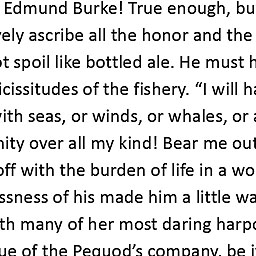 Edmund Burke! True enough, bu
vely ascribe all the honor and the
ot spoil like bottled ale. He must h
icissitudes of the fishery. “I will ha
with seas, or winds, or whales, or a
nity over all my kind! Bear me out
off with the burden of life in a wo
ssness of his made him a little wa
th many of her most daring harpo
ue of the Pequod’s company, be it